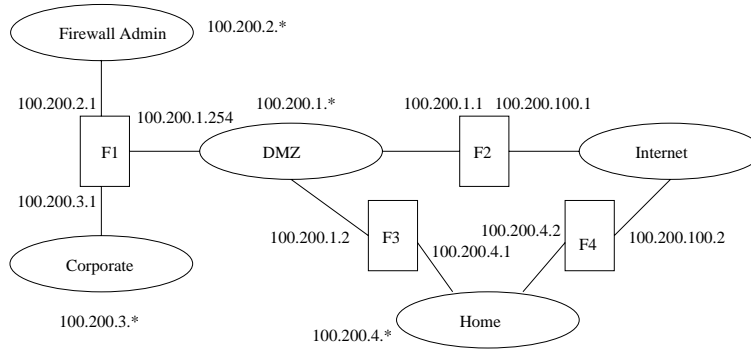 Firewall Admin
100.200.2.*
100.200.2.1
100.200.1.254
100.200.1.*
100.200.1.1
100.200.100.1
F1
DMZ
F2
Internet
100.200.3.1
100.200.1.2
F3
100.200.4.1
100.200.4.2
F4
100.200.100.2
Corporate
100.200.3.*
100.200.4.*
Home